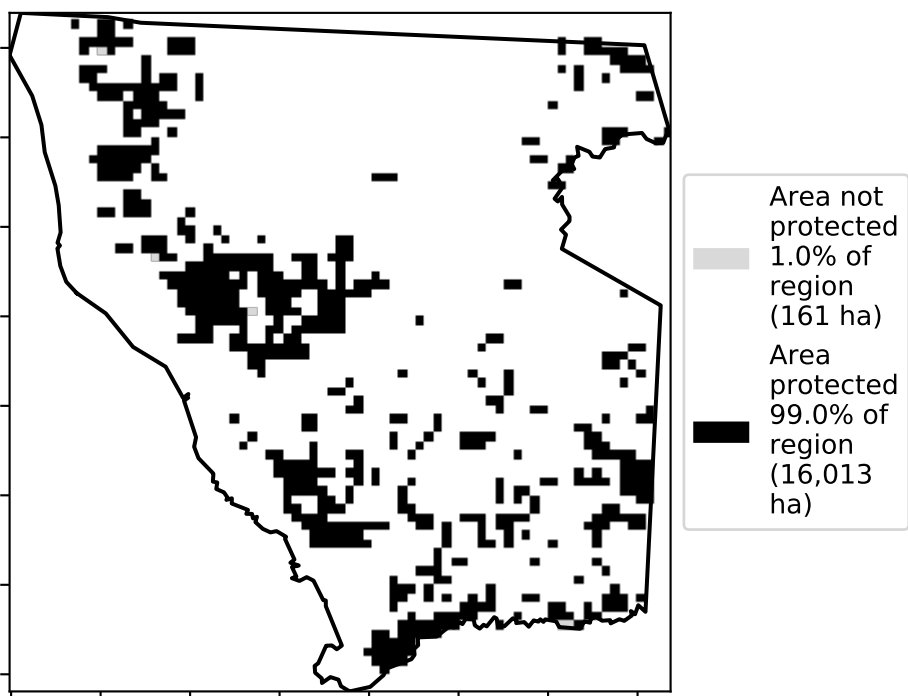 Area not
protected
1.0% of
region
(161 ha)
Area
protected
99.0% of
region
(16,013
ha)